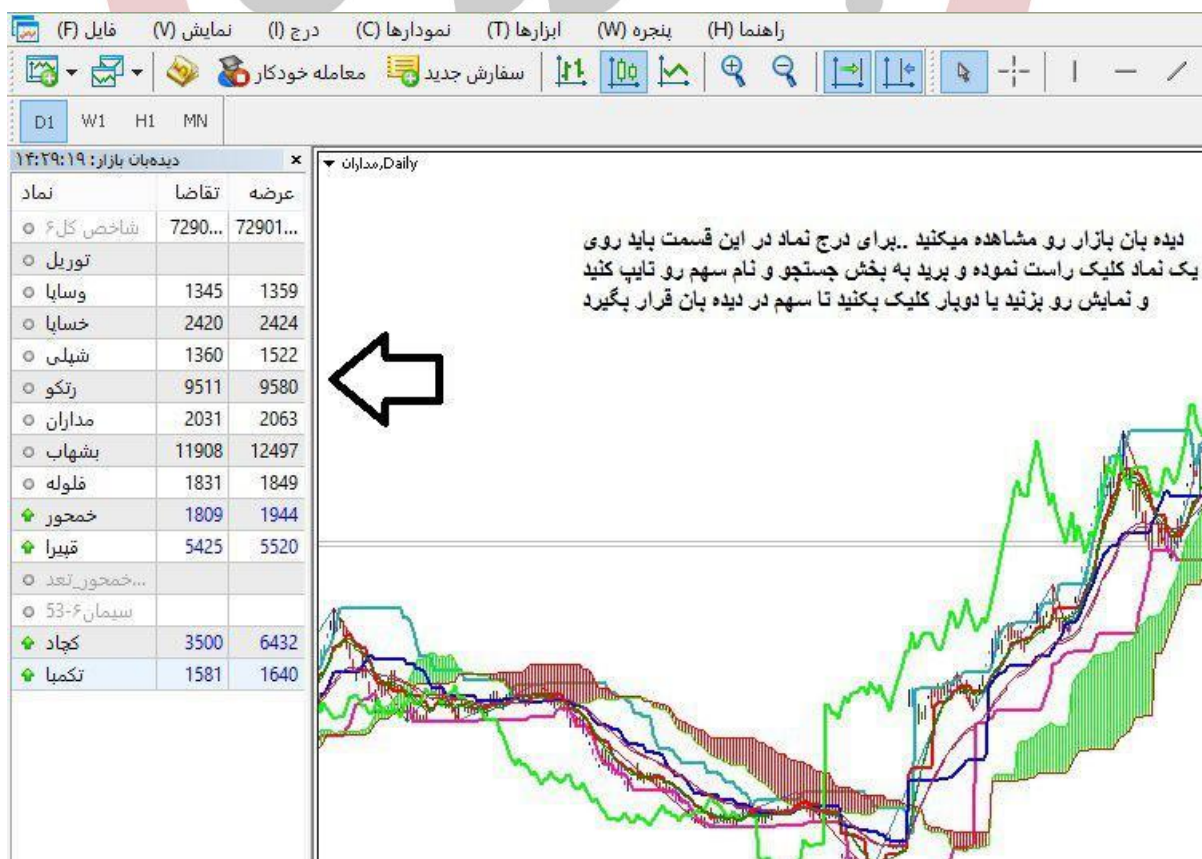 فایل (F) نمایش (V) درج (I) نمودارها (C) ابزارها (T) پنجره (W) راهنما (H)
معامله خودکار سفارش جدید
D1 W1 H1 MN
دیده‌بان بازار: ۱۴:۲۹:۱۹
مداران,Daily
نماد تقاضا عرضه
شاخص کل۶ 7290... 72901...
توریل
وساپا 1345 1359
خساپا 2420 2424
شپلی 1360 1522
رتکو 9511 9580
مداران 2031 2063
بشهاب 11908 12497
فلوله 1831 1849
خمحور 1809 1944
قپیرا 5425 5520
خمحور_تعد...
سیمان۶-53
کچاد 3500 6432
تکمبا 1581 1640
دیده بان بازار رو مشاهده میکنید ..برای درج نماد در این قسمت باید روی
یک نماد کلیک راست نموده و برید به بخش جستجو و نام سهم رو تایپ کنید
و نمایش رو بزنید یا دوبار کلیک بکنید تا سهم در دیده بان قرار بگیرد